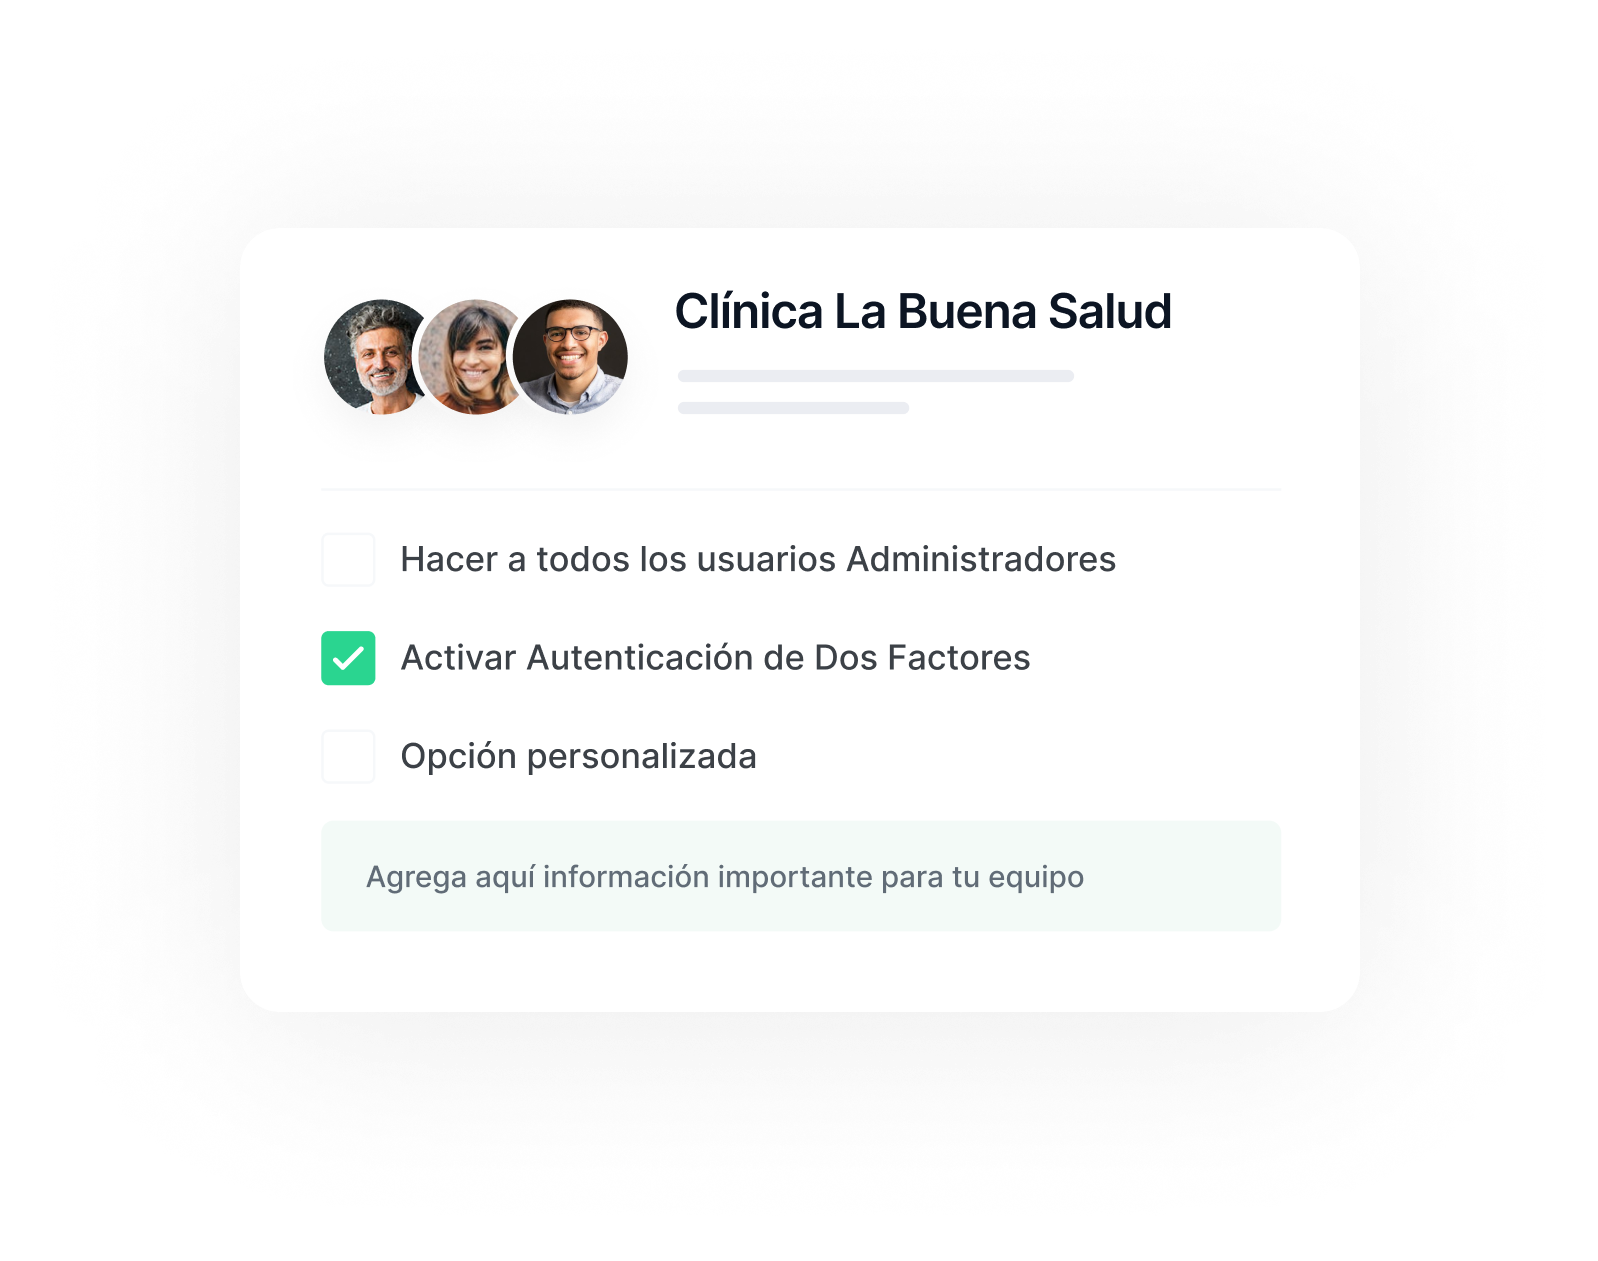 Clínica La Buena Salud
Hacer a todos los usuarios Administradores
Activar Autenticación de Dos Factores
Opción personalizada
Agrega aquí información importante para tu equipo